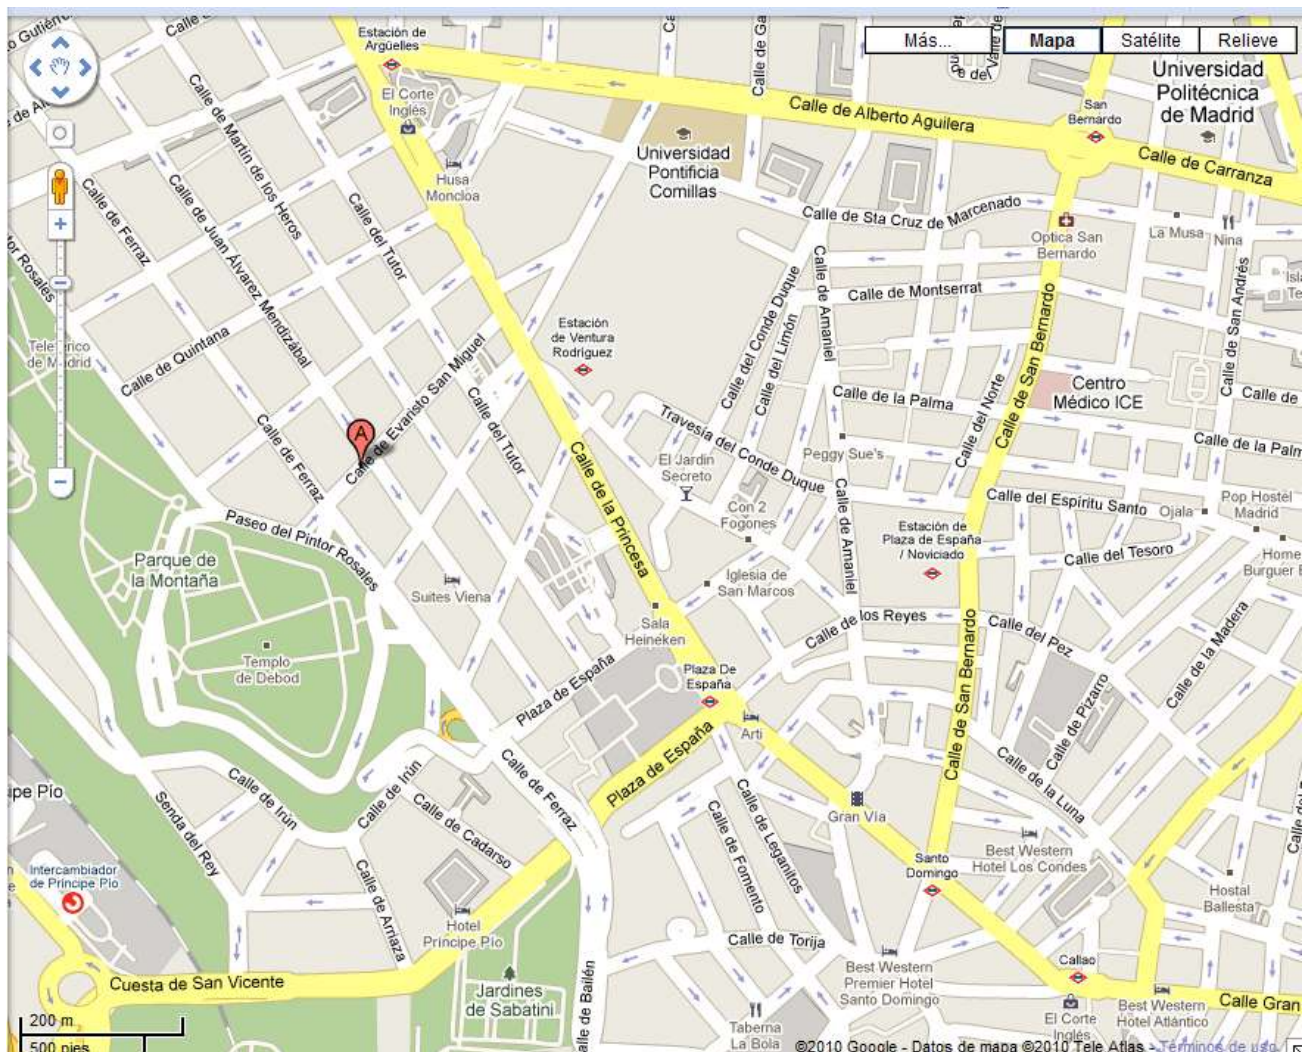 Estación de
Argüelles
Más...
Mapa
Satélite
Relieve
Universidad
Politécnica
de Madrid
El Corte
Inglés
Calle de Alberto Aguilera
San
Bernardo
Calle de Carranza
Calle de Martín de los Heros
Universidad
Pontificia
Comillas
Husa
Moncloa
Calle de Ferraz
Calle de Juan Álvarez Mendizábal
Calle del Tutor
Calle de Sta Cruz de Marcenado
La Musa
Nina
Optica San
Bernardo
Calle de Montserrat
Calle del Conde Duque
Calle del Limón
Calle de Amaniel
Calle de San Bernardo
Calle de San Andrés
Estación
de Ventura
Rodríguez
Calle de Quintana
Calle de Evaristo San Miguel
Centro
Médico ICE
Calle de la Palma
Calle del Norte
Calle de
Calle de Ferraz
A
Calle del Tutor
Calle de la Princesa
Travesía del Conde Duque
El Jardín
Secreto
Peggy Sue's
Con 2
Fogones
Calle del Espíritu Santo
Ojala
Pop Hostel
Madrid
Paseo del Pintor Rosales
Estación de
Plaza de España
/ Noviciado
Calle del Tesoro
Calle de Amaniel
Parque de
la Montaña
Suites Viena
Iglesia de
San Marcos
Sala
Heineken
Calle de los Reyes
Calle del Pez
Calle de la Madera
Templo
de Debod
Plaza de España
Plaza De
España
Calle de San Bernardo
Calle de Pizarro
Arti
Plaza de España
Calle de la Luna
Calle de Irún
Calle de Irún
Calle de Ferraz
Senda del Rey
Calle de Cadarso
Calle de Fomento
Calle de Leganitos
Gran Vía
Best Western
Hotel Los Condes
Santo
Domingo
Intercambiador
de Príncipe Pío
Calle de Arriaza
Hotel
Príncipe Pío
Hostal
Ballesta
Calle de Torija
Best Western
Premier Hotel
Santo Domingo
Callao
Cuesta de San Vicente
Jardines
de Sabatini
Calle Gran
El Corte
Inglés
Best Western
Hotel Atlántico
Taberna
La Bola
200 m
500 pies
©2010 Google - Datos de mapa ©2010 Tele Atlas - Términos de uso